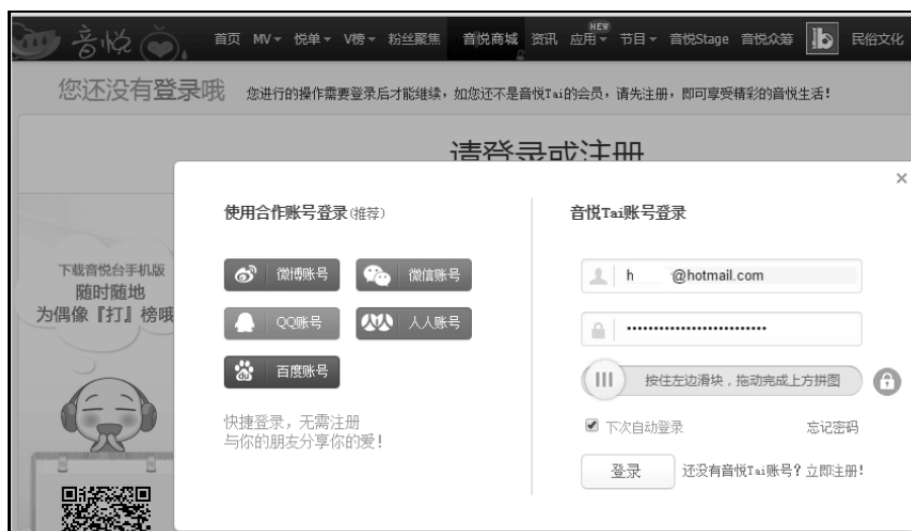 音悦 首页 MV 悦单 V榜 粉丝聚焦 音悦商城 资讯 应用 NEW 节目 音悦Stage 音悦众筹 民俗文化
您还没有登录哦 您进行的操作需要登录后才能继续，如您还不是音悦Tai的会员，请先注册，即可享受精彩的音悦生活！
请登录或注册
×
使用合作账号登录(推荐)
微博账号 微信账号
QQ账号 人人账号
百度账号
快捷登录，无需注册
与你的朋友分享你的爱！
音悦Tai账号登录
h @hotmail.com
按住左边滑块，拖动完成上方拼图
下次自动登录 忘记密码
登录 还没有音悦Tai账号？立即注册！
下载音悦台手机版
随时随地
为偶像『打』榜哦